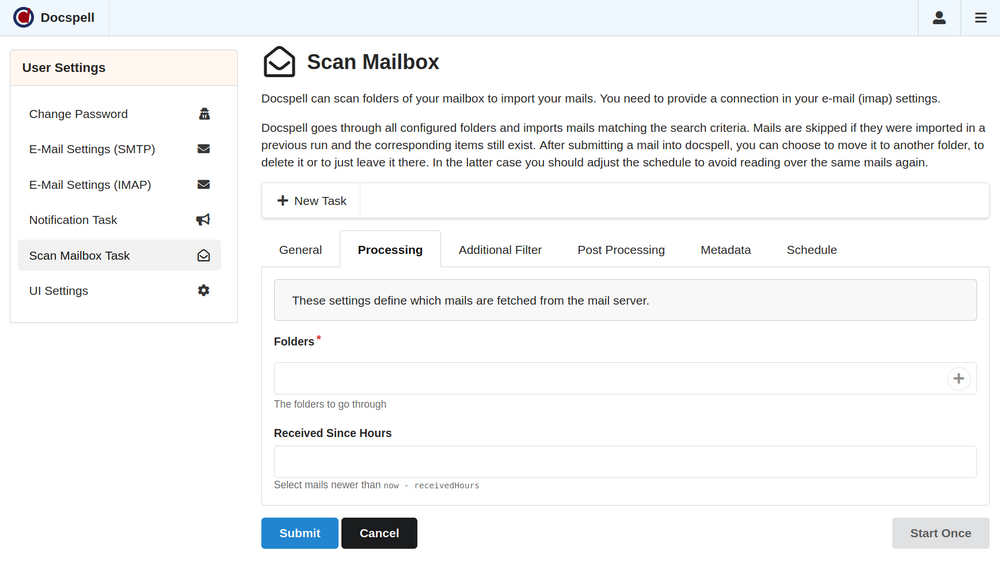 Docspell
User Settings
Change Password
E-Mail Settings (SMTP)
E-Mail Settings (IMAP)
Notification Task
Scan Mailbox Task
UI Settings
Scan Mailbox
Docspell can scan folders of your mailbox to import your mails. You need to provide a connection in your e-mail (imap) settings.
Docspell goes through all configured folders and imports mails matching the search criteria. Mails are skipped if they were imported in a
previous run and the corresponding items still exist. After submitting a mail into docspell, you can choose to move it to another folder, to
delete it or to just leave it there. In the latter case you should adjust the schedule to avoid reading over the same mails again.
New Task
General Processing Additional Filter Post Processing Metadata Schedule
These settings define which mails are fetched from the mail server.
Folders *
The folders to go through
Received Since Hours
Select mails newer than now - receivedHours
Submit Cancel Start Once